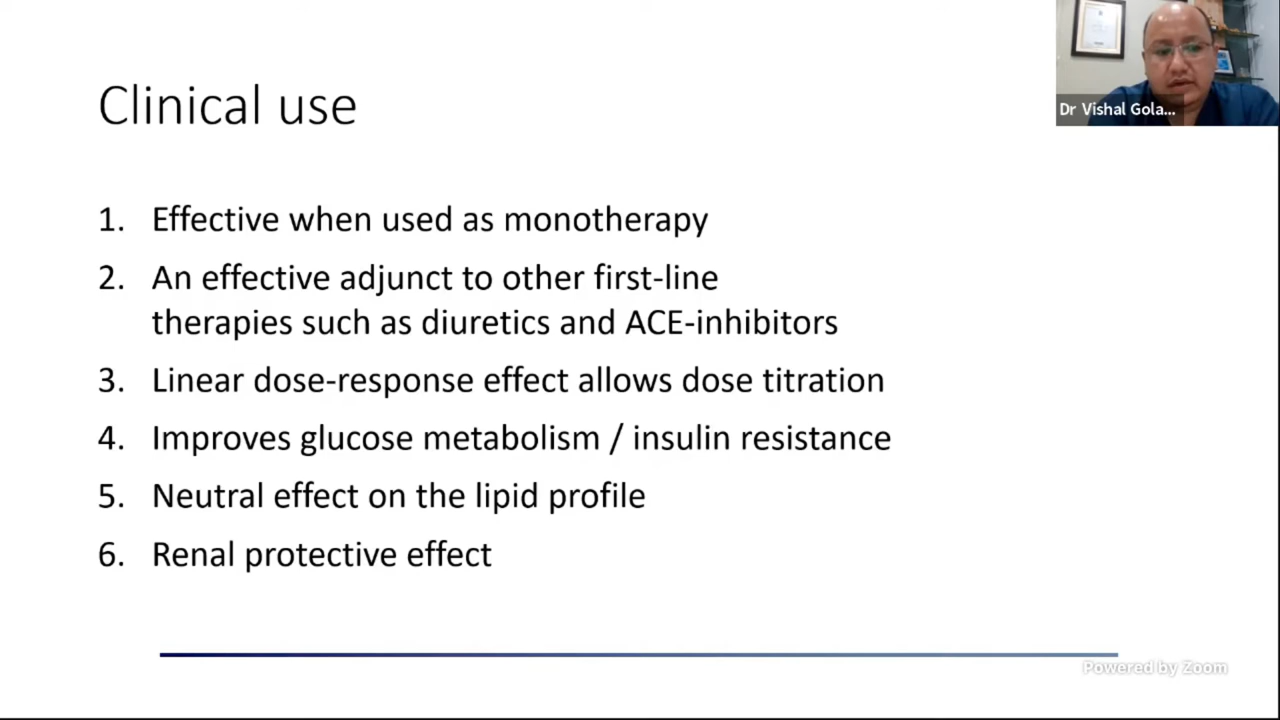 Clinical use
Dr Vishal Gola...
1. Effective when used as monotherapy
2. An effective adjunct to other first-line
therapies such as diuretics and ACE-inhibitors
3. Linear dose-response effect allows dose titration
4. Improves glucose metabolism / insulin resistance
5. Neutral effect on the lipid profile
6. Renal protective effect
Powered by Zoom